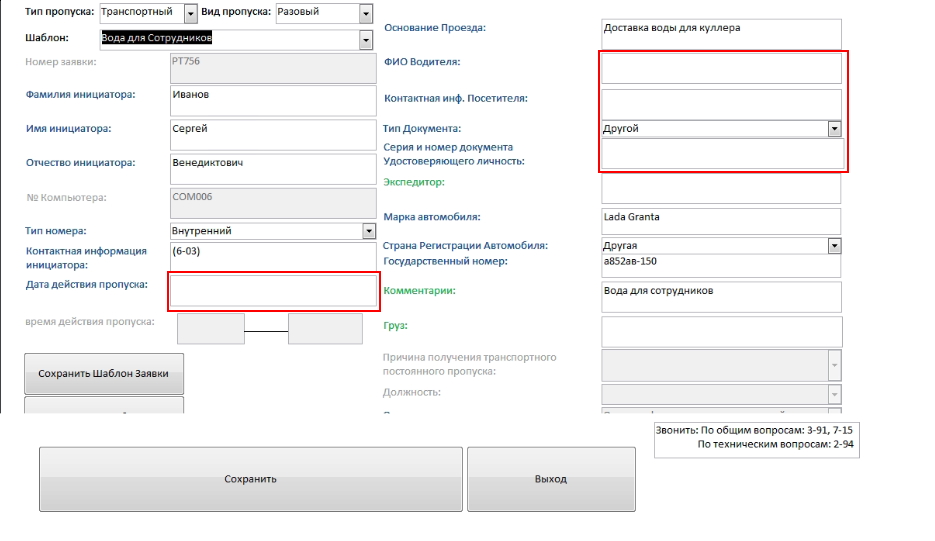 Тип пропуска: Транспортный Вид пропуска: Разовый
Шаблон: Вода для Сотрудников
Номер заявки: РТ756
Фамилия инициатора: Иванов
Имя инициатора: Сергей
Отчество инициатора: Венедиктович
№ Компьютера: COM006
Тип номера: Внутренний
Контактная информация
инициатора: (6-03)
Дата действия пропуска:
время действия пропуска:
Сохранить Шаблон Заявки
Основание Проезда: Доставка воды для куллера
ФИО Водителя:
Контактная инф. Посетителя:
Тип Документа: Другой
Серия и номер документа
Удостоверяющего личность:
Экспедитор:
Марка автомобиля: Lada Granta
Страна Регистрации Автомобиля: Другая
Государственный номер: а852ав-150
Комментарии: Вода для сотрудников
Груз:
Причина получения транспортного
постоянного пропуска:
Должность:
Звонить: По общим вопросам: 3-91, 7-15
По техническим вопросам: 2-94
Сохранить
Выход